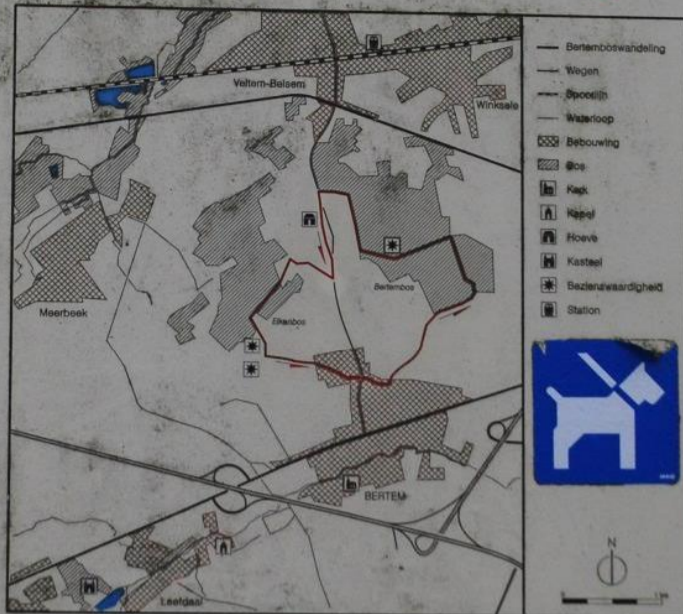 Veltem-Beisem
Winksele
Meerbeek
Eikenbos
Bertembos
BERTEM
Leefdaal
Bertemboswandeling
Wegen
Spoorlijn
Waterloop
Bebouwing
Bos
Kerk
Kapel
Hoeve
Kasteel
Bezienswaardigheid
Station
N